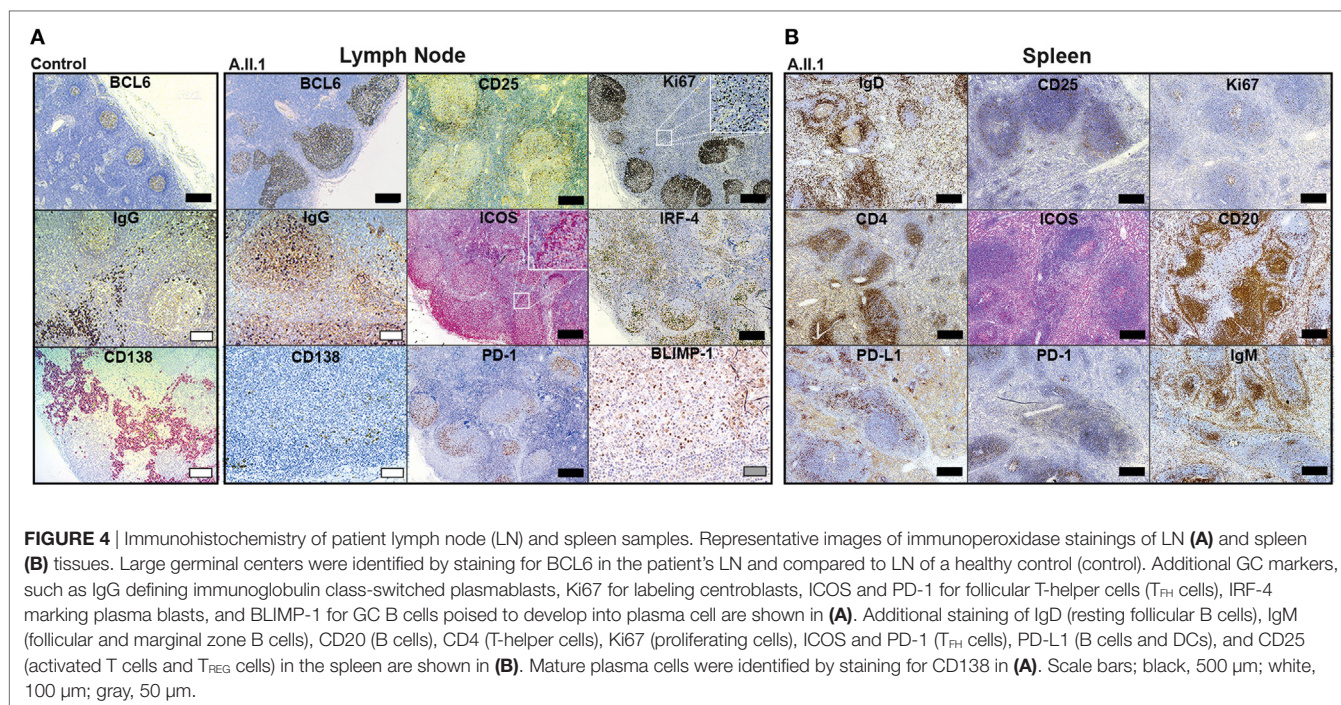 A
B
Lymph Node
Spleen
Control
A.II.1
A.II.1
BCL6
BCL6
CD25
Ki67
IgD
CD25
Ki67
IgG
IgG
ICOS
IRF-4
CD4
ICOS
CD20
CD138
CD138
PD-1
BLIMP-1
PD-L1
PD-1
IgM
FIGURE 4 | Immunohistochemistry of patient lymph node (LN) and spleen samples. Representative images of immunoperoxidase stainings of LN (A) and spleen
(B) tissues. Large germinal centers were identified by staining for BCL6 in the patient's LN and compared to LN of a healthy control (control). Additional GC markers,
such as IgG defining immunoglobulin class-switched plasmablasts, Ki67 for labeling centroblasts, ICOS and PD-1 for follicular T-helper cells (TFH cells), IRF-4
marking plasma blasts, and BLIMP-1 for GC B cells poised to develop into plasma cell are shown in (A). Additional staining of IgD (resting follicular B cells), IgM
(follicular and marginal zone B cells), CD20 (B cells), CD4 (T-helper cells), Ki67 (proliferating cells), ICOS and PD-1 (TFH cells), PD-L1 (B cells and DCs), and CD25
(activated T cells and TREG cells) in the spleen are shown in (B). Mature plasma cells were identified by staining for CD138 in (A). Scale bars; black, 500 µm; white,
100 µm; gray, 50 µm.